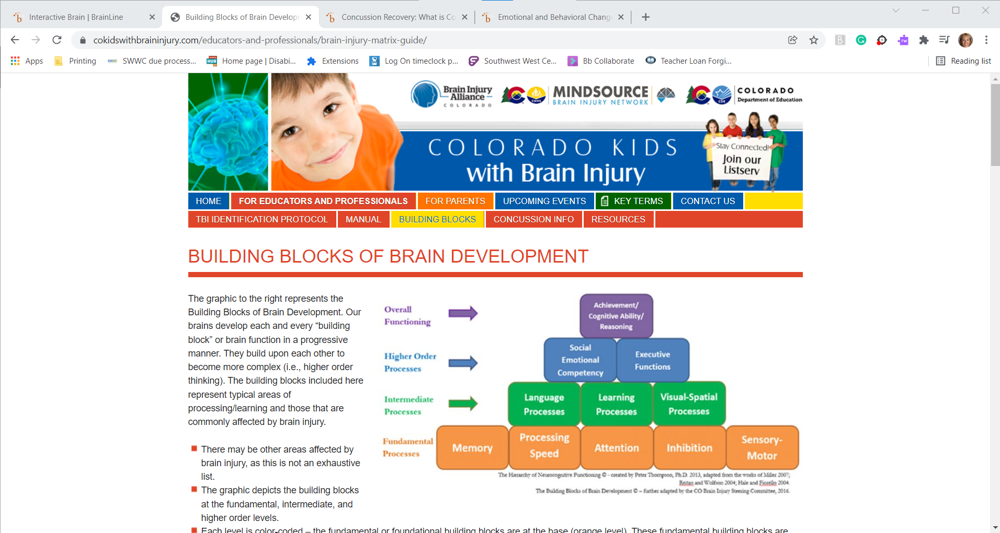 Interactive Brain | BrainLine
Building Blocks of Brain Develop
Concussion Recovery: What is Co
Emotional and Behavioral Chang
cokidswithbraininjury.com/educators-and-professionals/brain-injury-matrix-guide/
Apps
Printing
SWWC due process...
Home page | Disabi...
Extensions
Log On timeclock p...
Southwest West Ce...
Bb Collaborate
Teacher Loan Forgi...
Reading list
Brain Injury
Alliance
COLORADO
MINDSOURCE
BRAIN INJURY NETWORK
COLORADO
Department of Education
COLORADO KIDS
with Brain Injury
Stay Connected!
Join our
Listserv
HOME
FOR EDUCATORS AND PROFESSIONALS
FOR PARENTS
UPCOMING EVENTS
KEY TERMS
CONTACT US
TBI IDENTIFICATION PROTOCOL
MANUAL
BUILDING BLOCKS
CONCUSSION INFO
RESOURCES
BUILDING BLOCKS OF BRAIN DEVELOPMENT
The graphic to the right represents the
Building Blocks of Brain Development. Our
brains develop each and every “building
block” or brain function in a progressive
manner. They build upon each other to
become more complex (i.e., higher order
thinking). The building blocks included here
represent typical areas of
processing/learning and those that are
commonly affected by brain injury.
There may be other areas affected by
brain injury, as this is not an exhaustive
list.
The graphic depicts the building blocks
at the fundamental, intermediate, and
higher order levels.
Each level is color-coded – the fundamental or foundational building blocks are at the base (orange level). These fundamental building blocks are
Overall
Functioning
Achievement/
Cognitive Ability/
Reasoning
Higher Order
Processes
Social
Emotional
Competency
Executive
Functions
Intermediate
Processes
Language
Processes
Learning
Processes
Visual-Spatial
Processes
Fundamental
Processes
Memory
Processing
Speed
Attention
Inhibition
Sensory-
Motor
The Hierarchy of Neurocognitive Functioning © - created by Peter Thompson, Ph.D. 2013, adapted from the works of Miller 2007;
Reitan and Wolfson 2004; Hale and Fiorello 2004.
The Building Blocks of Brain Development © – further adapted by the CO Brain Injury Steering Committee, 2016.